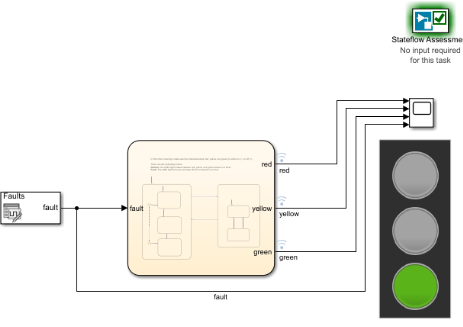 Stateflow Assessme
No input required
for this task
Faults
fault
fault
red
red
yellow
yellow
green
green
fault